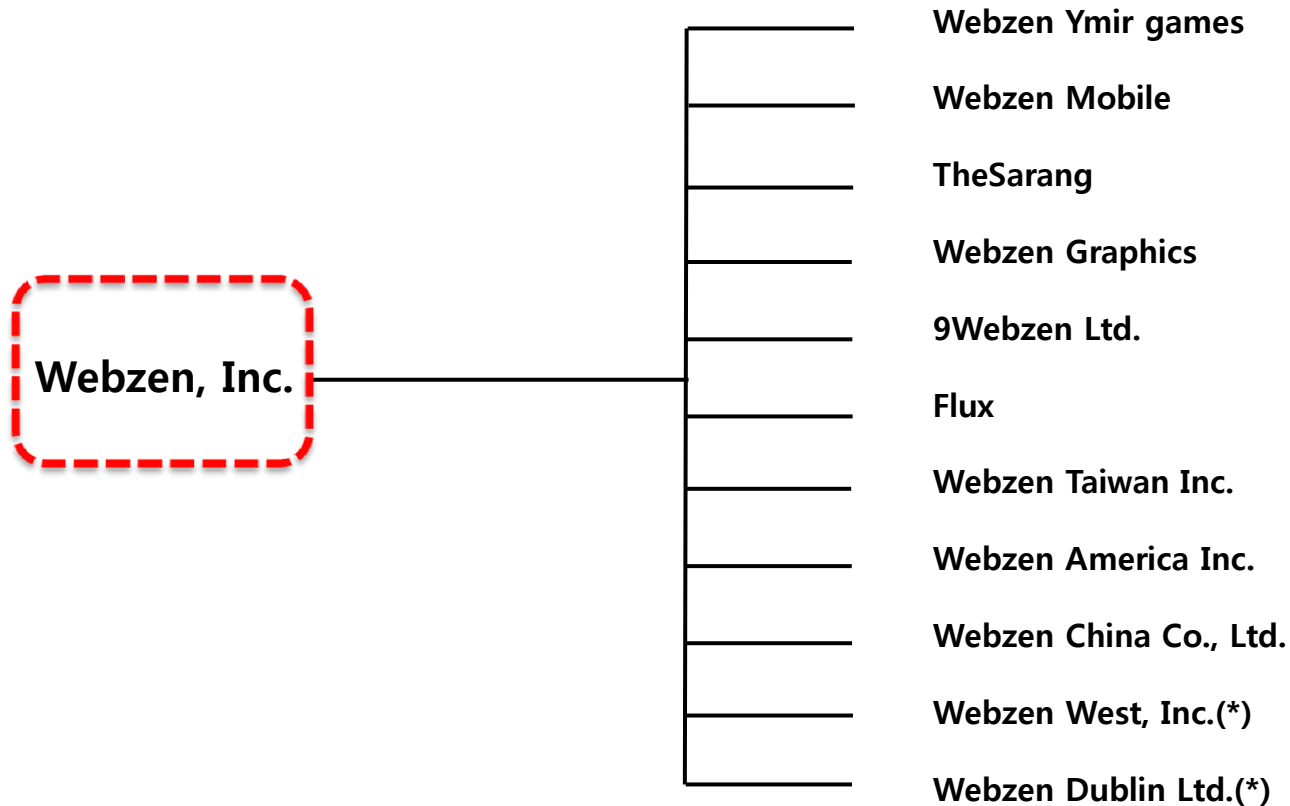 Webzen Ymir games
Webzen Mobile
TheSarang
Webzen Graphics
9Webzen Ltd.
Webzen, Inc.
Flux
Webzen Taiwan Inc.
Webzen America Inc.
Webzen China Co., Ltd.
Webzen West, Inc.(*)
Webzen Dublin Ltd.(*)